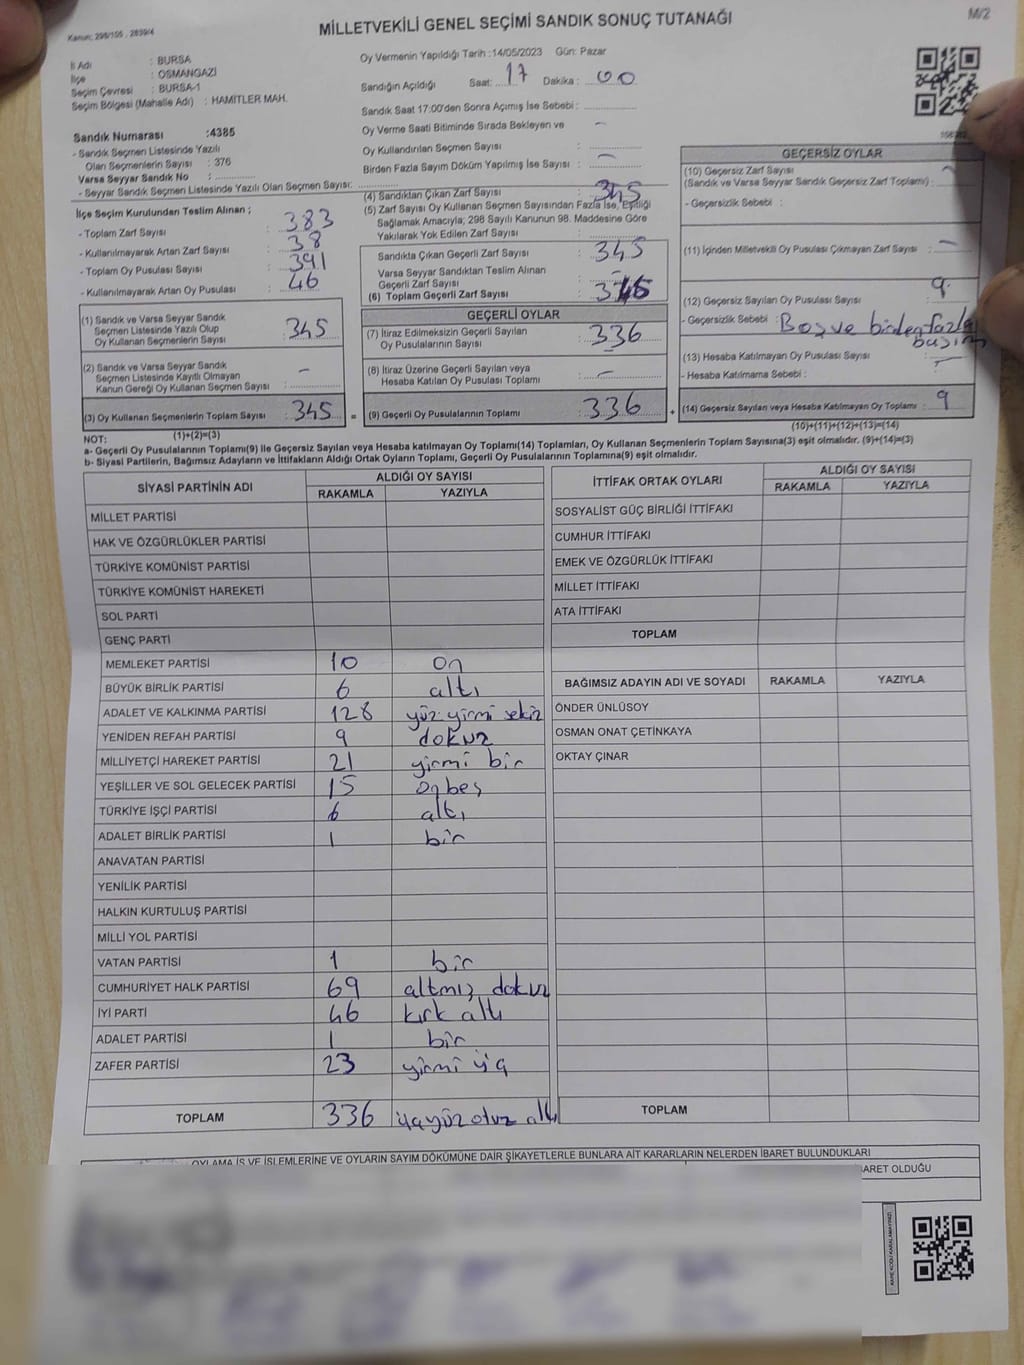 Kanun: 298/105 , 2839/4
MİLLETVEKİLİ GENEL SEÇİMİ SANDIK SONUÇ TUTANAĞI
M/2
İl Adı : BURSA
İlçe : OSMANGAZİ
Seçim Çevresi : BURSA-1
Seçim Bölgesi (Mahalle Adı) : HAMİTLER MAH.
Sandık Numarası :4385
- Sandık Seçmen Listesinde Yazılı
Olan Seçmenlerin Sayısı : 376
Varsa Seyyar Sandık No :
- Seyyar Sandık Seçmen Listesinde Yazılı Olan Seçmen Sayısı:
Oy Vermenin Yapıldığı Tarih :14/05/2023 Gün: Pazar
Sandığın Açıldığı Saat: 17 Dakika : 00
Sandık Saat 17:00'den Sonra Açımış İse Sebebi :
Oy Verme Saati Bitiminde Sırada Bekleyen ve
Oy Kullandırılan Seçmen Sayısı : -
Birden Fazla Sayım Döküm Yapılmış İse Sayısı : -
İlçe Seçim Kurulundan Teslim Alınan ;
- Toplam Zarf Sayısı : 383
- Kullanılmayarak Artan Zarf Sayısı : 38
- Toplam Oy Pusulası Sayısı : 391
- Kullanılmayarak Artan Oy Pusulası : 46
(1) Sandık ve Varsa Seyyar Sandık
Seçmen Listesinde Yazılı Olup
Oy Kullanan Seçmenlerin Sayısı : 345
(2) Sandık ve Varsa Seyyar Sandık
Seçmen Listesinde Kayıtlı Olmayan
Kanun Gereği Oy Kullanan Seçmen Sayısı : -
(3) Oy Kullanan Seçmenlerin Toplam Sayısı : 345 =
(1)+(2)=(3)
(4) Sandıktan Çıkan Zarf Sayısı : 345
(5) Zarf Sayısı Oy Kullanan Seçmen Sayısından Fazla İse, Eşitliği
Sağlamak Amacıyla; 298 Sayılı Kanunun 98. Maddesine Göre
Yakılarak Yok Edilen Zarf Sayısı :
Sandıkta Çıkan Geçerli Zarf Sayısı : 345
Varsa Seyyar Sandıktan Teslim Alınan
Geçerli Zarf Sayısı : -
(6) Toplam Geçerli Zarf Sayısı : 345
GEÇERLİ OYLAR
(7) İtiraz Edilmeksizin Geçerli Sayılan
Oy Pusulalarının Sayısı : 336
(8) İtiraz Üzerine Geçerli Sayılan veya
Hesaba Katılan Oy Pusulası Toplamı : -
(9) Geçerli Oy Pusulalarının Toplamı : 336 +
GEÇERSİZ OYLAR
(10) Geçersiz Zarf Sayısı
(Sandık ve Varsa Seyyar Sandık Geçersiz Zarf Toplamı) : -
- Geçersizlik Sebebi :
(11) İçinden Milletvekili Oy Pusulası Çıkmayan Zarf Sayısı : -
(12) Geçersiz Sayılan Oy Pusulası Sayısı : 9
- Geçersizlik Sebebi : Boş ve birden fazla
basım
(13) Hesaba Katılmayan Oy Pusulası Sayısı : -
- Hesaba Katılmama Sebebi :
(14) Geçersiz Sayılan veya Hesaba Katılmayan Oy Toplamı : 9
(10)+(11)+(12)+(13)=(14)
NOT:
a- Geçerli Oy Pusulalarının Toplamı(9) ile Geçersiz Sayılan veya Hesaba katılmayan Oy Toplamı(14) Toplamları, Oy Kullanan Seçmenlerin Toplam Sayısına(3) eşit olmalıdır. (9)+(14)=(3)
b- Siyasi Partilerin, Bağımsız Adayların ve İttifakların Aldığı Ortak Oyların Toplamı, Geçerli Oy Pusulalarının Toplamına(9) eşit olmalıdır.
SİYASİ PARTİNİN ADI ALDIĞI OY SAYISI
RAKAMLA YAZIYLA
MİLLET PARTİSİ
HAK VE ÖZGÜRLÜKLER PARTİSİ
TÜRKİYE KOMÜNİST PARTİSİ
TÜRKİYE KOMÜNİST HAREKETİ
SOL PARTİ
GENÇ PARTİ
MEMLEKET PARTİSİ 10 on
BÜYÜK BİRLİK PARTİSİ 6 altı
ADALET VE KALKINMA PARTİSİ 128 yüz yirmi sekiz
YENİDEN REFAH PARTİSİ 9 dokuz
MİLLİYETÇİ HAREKET PARTİSİ 21 yirmi bir
YEŞİLLER VE SOL GELECEK PARTİSİ 15 onbeş
TÜRKİYE İŞÇİ PARTİSİ 6 altı
ADALET BİRLİK PARTİSİ 1 bir
ANAVATAN PARTİSİ
YENİLİK PARTİSİ
HALKIN KURTULUŞ PARTİSİ
MİLLİ YOL PARTİSİ
VATAN PARTİSİ 1 bir
CUMHURİYET HALK PARTİSİ 69 altmış dokuz
İYİ PARTİ 46 kırk altı
ADALET PARTİSİ 1 bir
ZAFER PARTİSİ 23 yirmi üç
TOPLAM 336 üçyüz otuz altı
İTTİFAK ORTAK OYLARI ALDIĞI OY SAYISI
RAKAMLA YAZIYLA
SOSYALİST GÜÇ BİRLİĞİ İTTİFAKI
CUMHUR İTTİFAKI
EMEK VE ÖZGÜRLÜK İTTİFAKI
MİLLET İTTİFAKI
ATA İTTİFAKI
TOPLAM
BAĞIMSIZ ADAYIN ADI VE SOYADI RAKAMLA YAZIYLA
ÖNDER ÜNLÜSOY
OSMAN ONAT ÇETİNKAYA
OKTAY ÇINAR
TOPLAM
OYLAMA İŞ VE İŞLEMLERİNE VE OYLARIN SAYIM DÖKÜMÜNE DAİR ŞİKAYETLERLE BUNLARA AİT KARARLARIN NELERDEN İBARET BULUNDUKLARI
BARET OLDUĞU